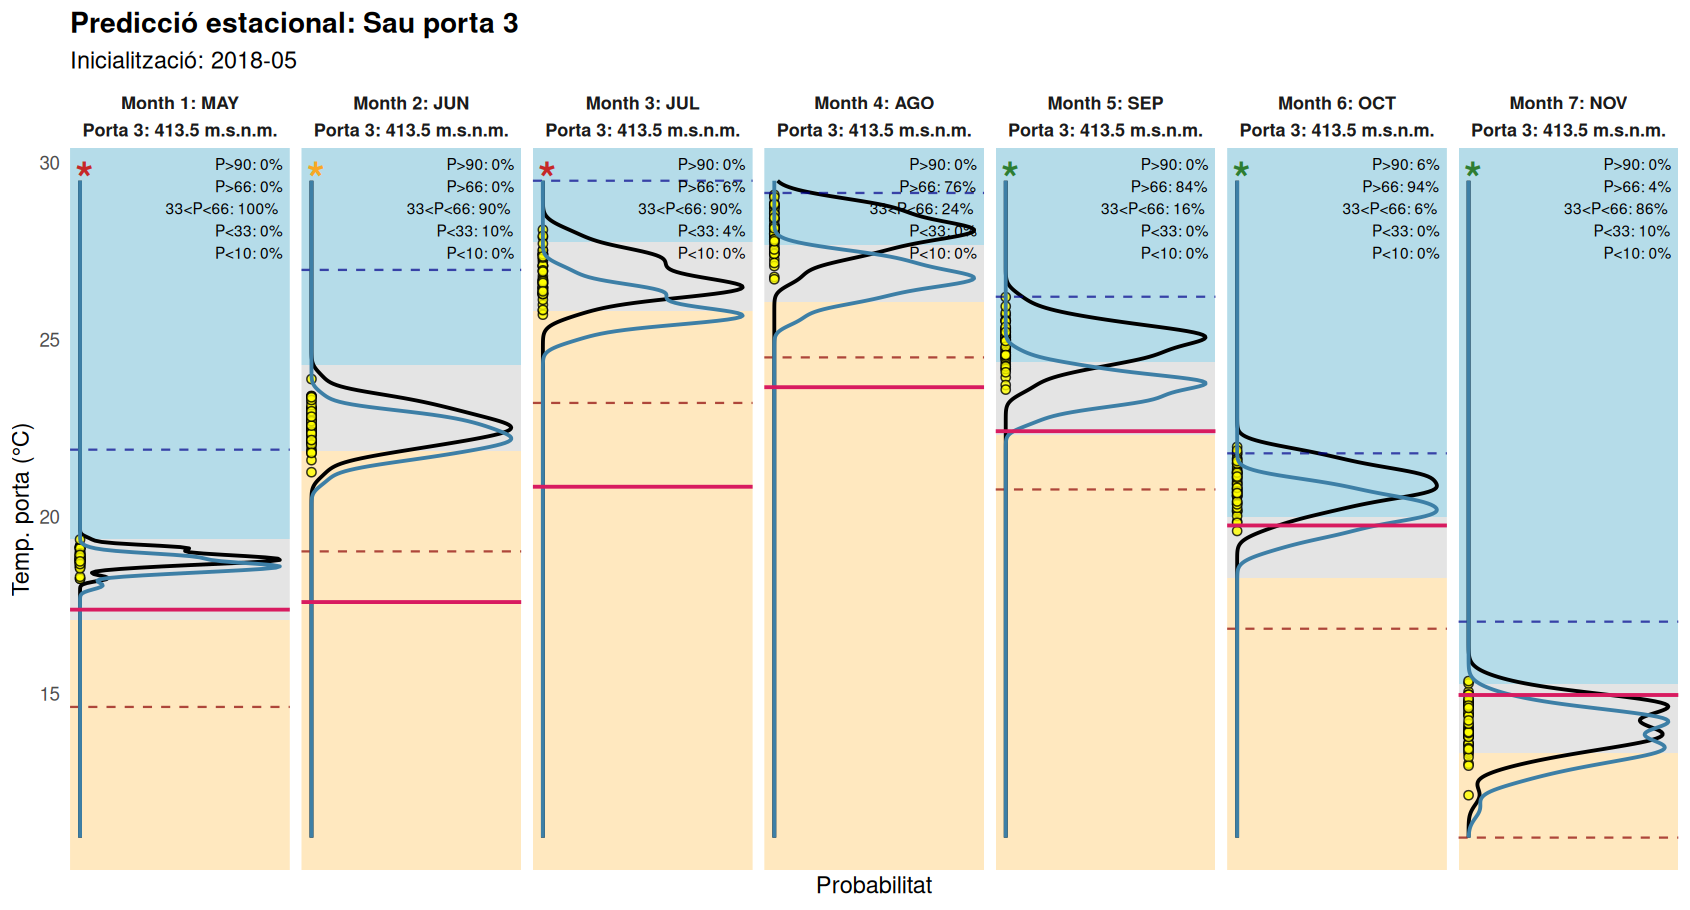 Predicció estacional: Sau porta 3
Inicialització: 2018-05
Month 1: MAY
Porta 3: 413.5 m.s.n.m.
Month 2: JUN
Porta 3: 413.5 m.s.n.m.
Month 3: JUL
Porta 3: 413.5 m.s.n.m.
Month 4: AGO
Porta 3: 413.5 m.s.n.m.
Month 5: SEP
Porta 3: 413.5 m.s.n.m.
Month 6: OCT
Porta 3: 413.5 m.s.n.m.
Month 7: NOV
Porta 3: 413.5 m.s.n.m.
Temp. porta (°C)
30
25
20
15
*
P>90: 0%
P>66: 0%
33<P<66: 100%
P<33: 0%
P<10: 0%
*
P>90: 0%
P>66: 0%
33<P<66: 90%
P<33: 10%
P<10: 0%
*
P>90: 0%
P>66: 6%
33<P<66: 90%
P<33: 4%
P<10: 0%
P>90: 0%
P>66: 76%
33<P<66: 24%
P<33: 0%
P<10: 0%
*
P>90: 0%
P>66: 84%
33<P<66: 16%
P<33: 0%
P<10: 0%
*
P>90: 6%
P>66: 94%
33<P<66: 6%
P<33: 0%
P<10: 0%
*
P>90: 0%
P>66: 4%
33<P<66: 86%
P<33: 10%
P<10: 0%
Probabilitat